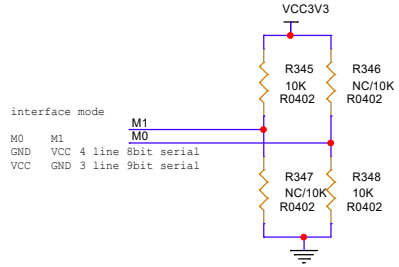 VCC3V3
R345
10K
R0402
R346
NC/10K
R0402
interface mode
M1
M0
M0 M1
GND VCC 4 line 8bit serial
VCC GND 3 line 9bit serial
R347
NC/10K
R0402
R348
10K
R0402